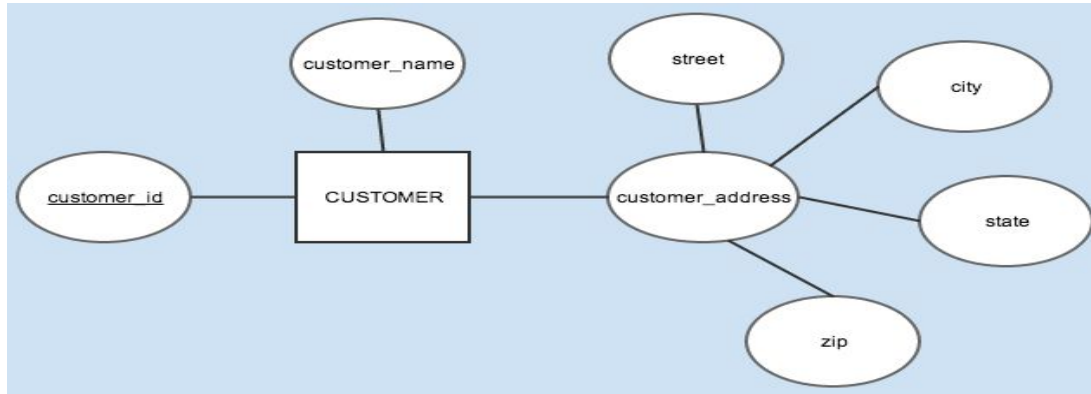 customer_name
street
city
customer_id
CUSTOMER
customer_address
state
zip